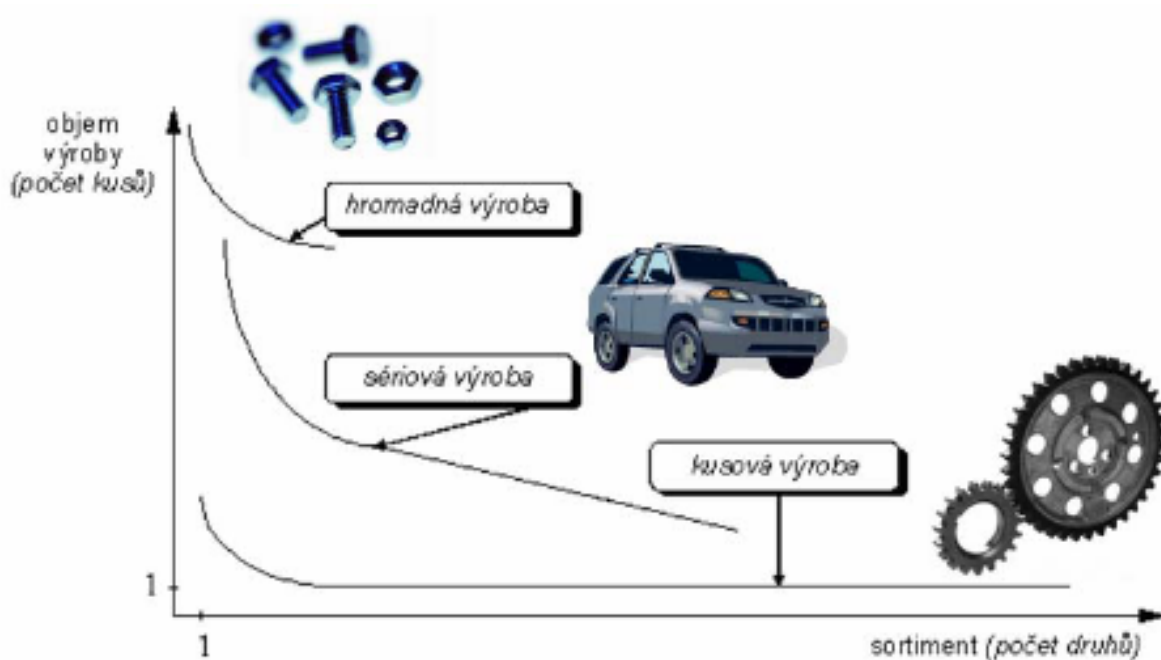 objem
výroby
(počet kusů)
hromadná výroba
sériová výroba
kusová výroba
1
1
sortiment (počet druhů)